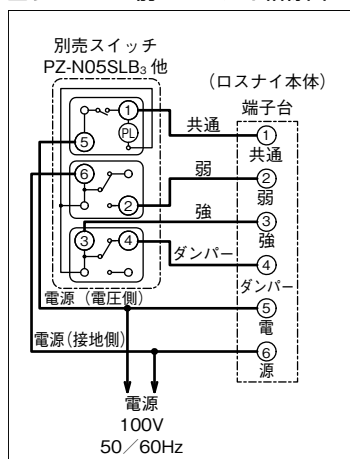 別売スイッチ
PZ-N05SLB₃ 他
(ロスナイ本体)
端子台
① PL ⑤
共通
①
共通
⑥
②
弱
②
弱
③ ④
強
③
強
ダンパー
④
ダンパー
電源（電圧側）
⑤
電
電源（接地側）
⑥
源
電源
100V
50／60Hz